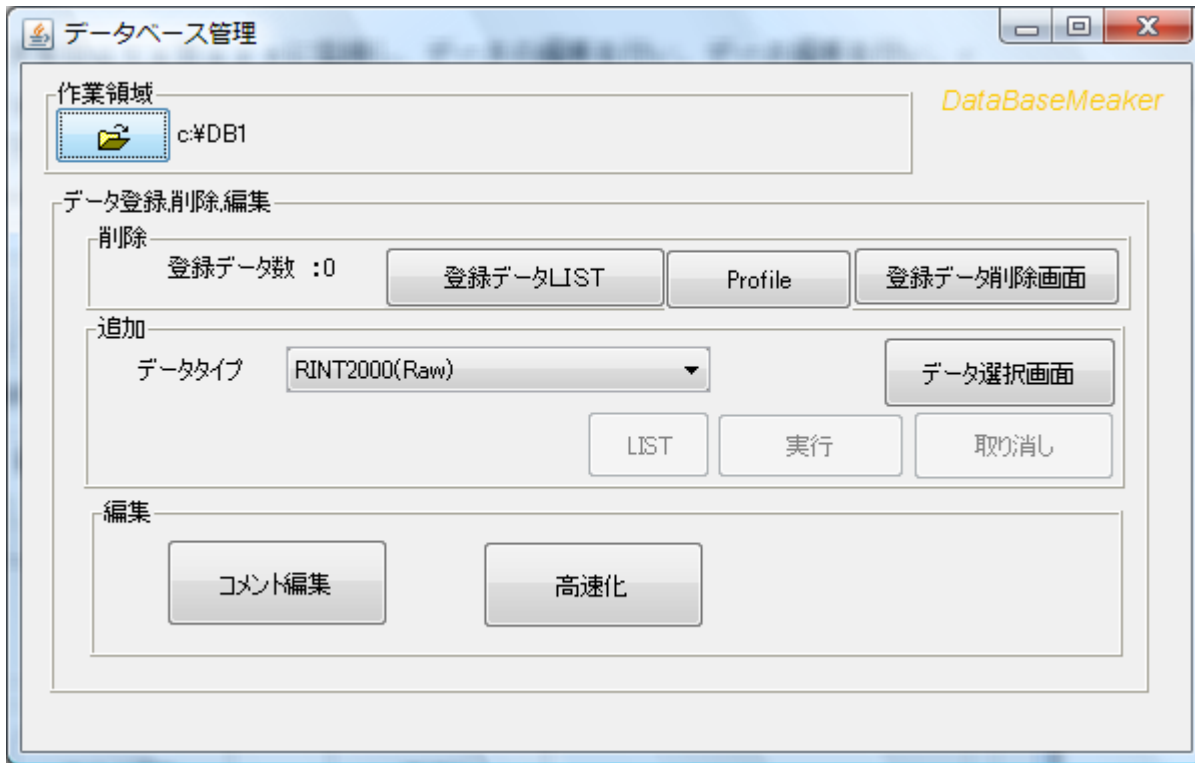 データベース管理
作業領域
DataBaseMeaker
c:¥DB1
データ登録,削除,編集
削除
登録データ数 :0
登録データLIST
Profile
登録データ削除画面
追加
データタイプ
RINT2000(Raw)
データ選択画面
LIST
実行
取り消し
編集
コメント編集
高速化